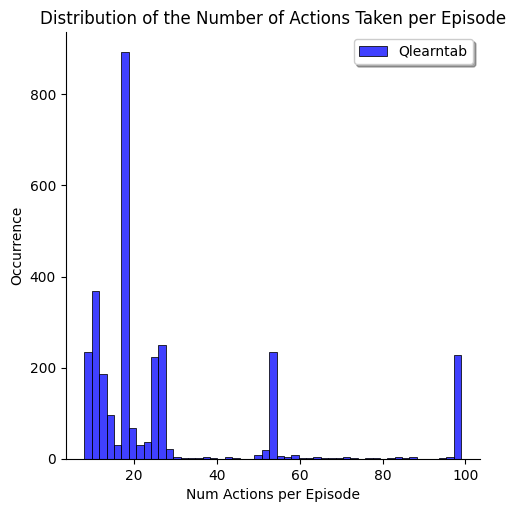 Distribution of the Number of Actions Taken per Episode
Qlearntab
800
600
400
200
0
Occurrence
20
40
60
80
100
Num Actions per Episode